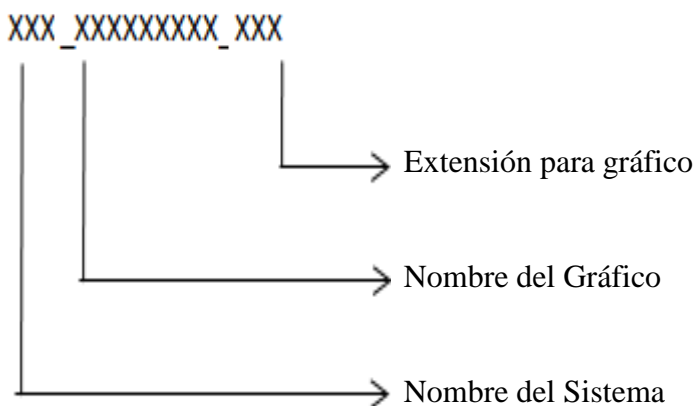 XXX_XXXXXXXXX_XXX
Extensión para gráfico
Nombre del Gráfico
Nombre del Sistema